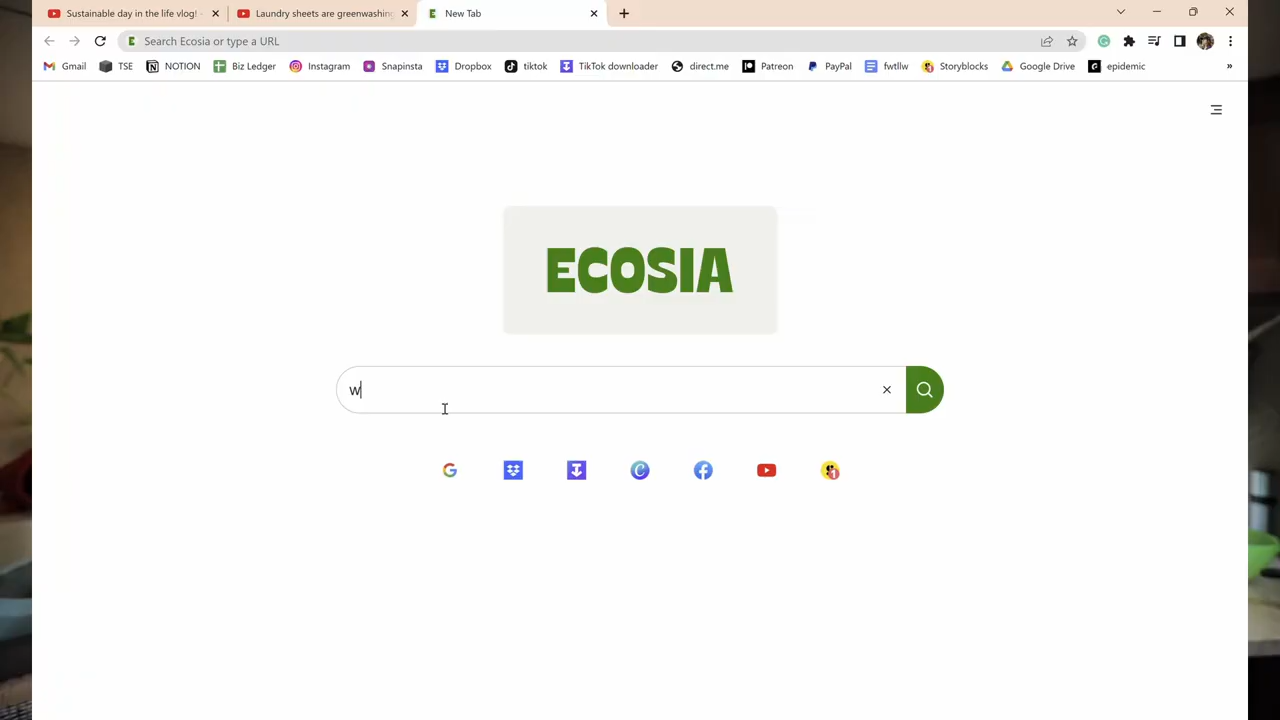 Sustainable day in the life vlog! -
Laundry sheets are greenwashing
New Tab
Search Ecosia or type a URL
Gmail
TSE
NOTION
Biz Ledger
Instagram
Snapinsta
Dropbox
tiktok
TikTok downloader
direct.me
Patreon
PayPal
fwtllw
Storyblocks
Google Drive
epidemic
»
ECOSIA
w